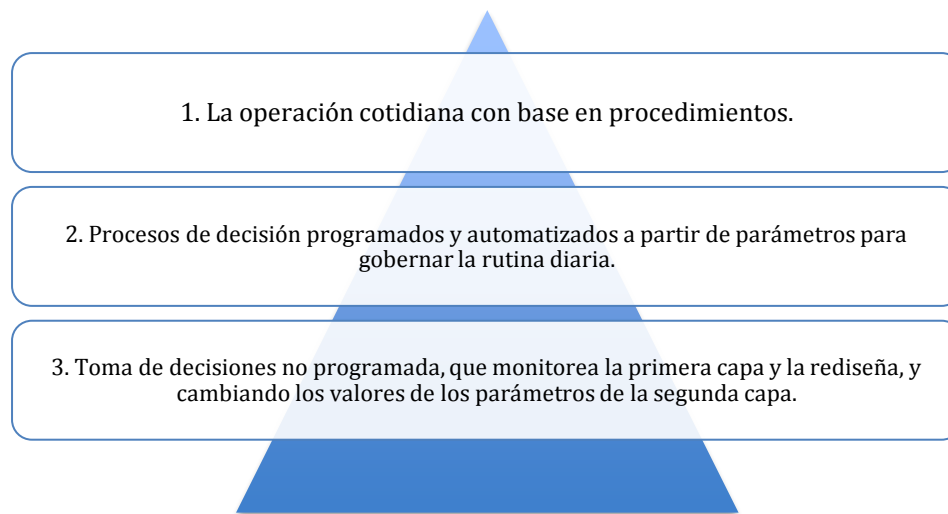 1. La operación cotidiana con base en procedimientos.
2. Procesos de decisión programados y automatizados a partir de parámetros para
gobernar la rutina diaria.
3. Toma de decisiones no programada, que monitorea la primera capa y la rediseña, y
cambiando los valores de los parámetros de la segunda capa.